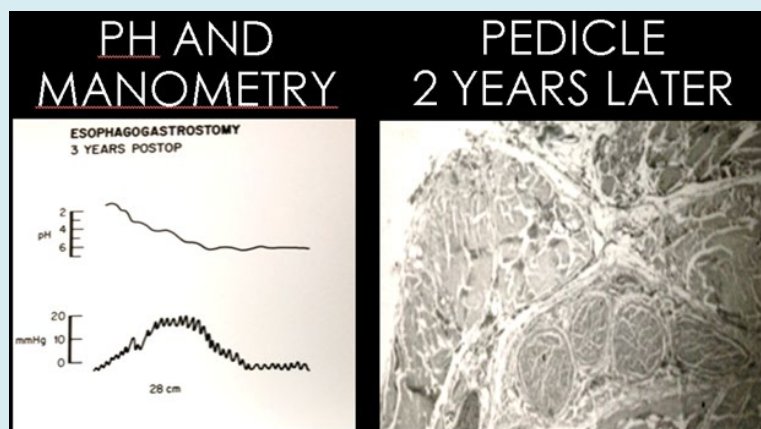 PH AND
MANOMETRY
PEDICLE
2 YEARS LATER
ESOPHAGOGASTROSTOMY
3 YEARS POSTOP
2
4
pH
6
20
mmHg 10
0
28 cm